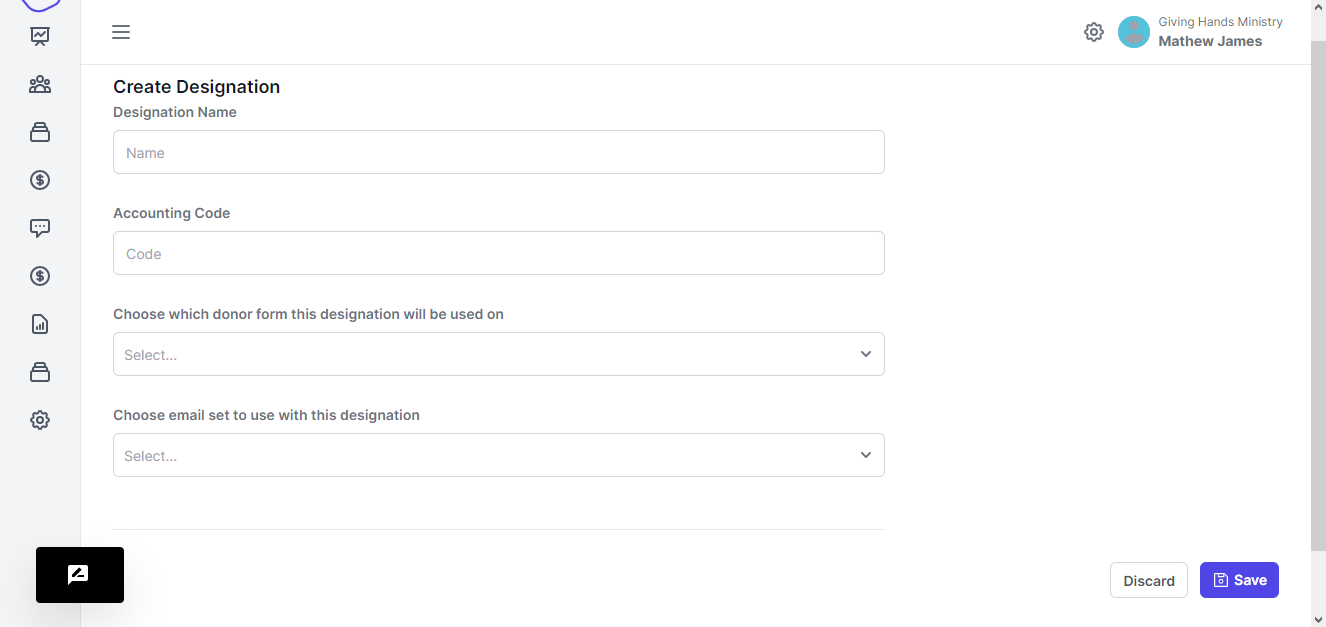 Giving Hands Ministry
Mathew James
Create Designation
Designation Name
Name
Accounting Code
Code
Choose which donor form this designation will be used on
Select...
Choose email set to use with this designation
Select...
Discard
Save